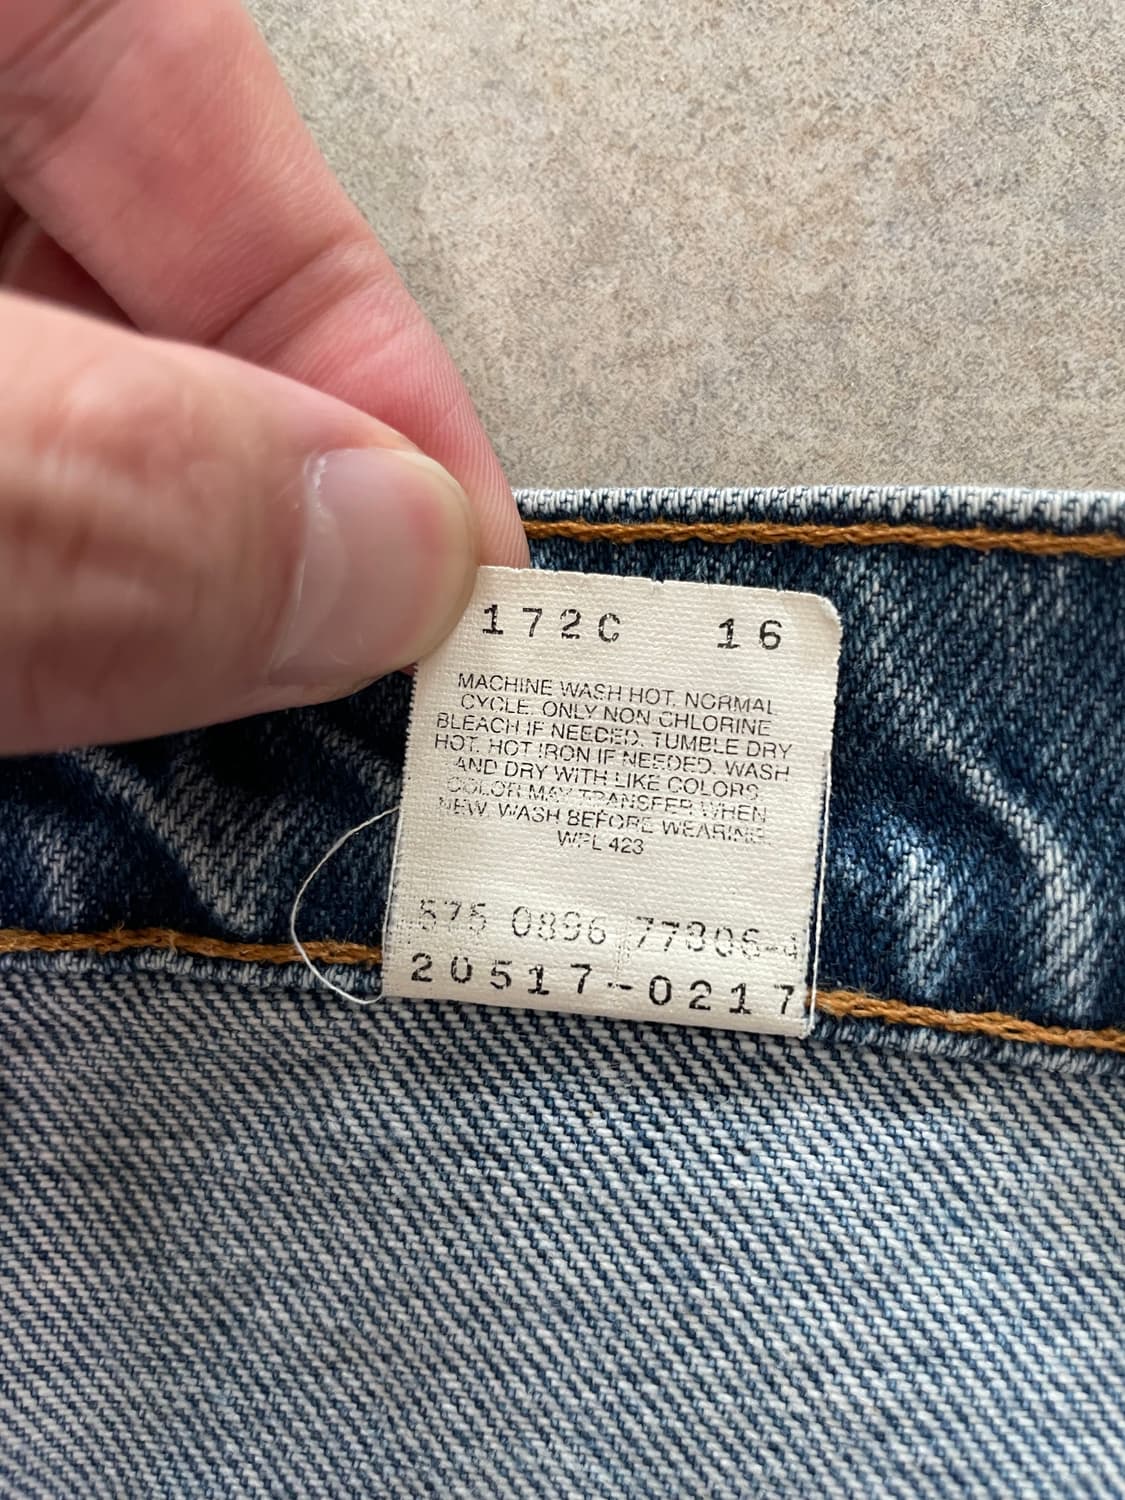 172C 16
MACHINE WASH HOT. NORMAL
CYCLE. ONLY NON CHLORINE
BLEACH IF NEEDED. TUMBLE DRY
HOT. HOT IRON IF NEEDED. WASH
AND DRY WITH LIKE COLORS.
COLOR MAY TRANSFER WHEN
NEW. WASH BEFORE WEARING.
WPL 423
575 0896 77806-4
20517-0217